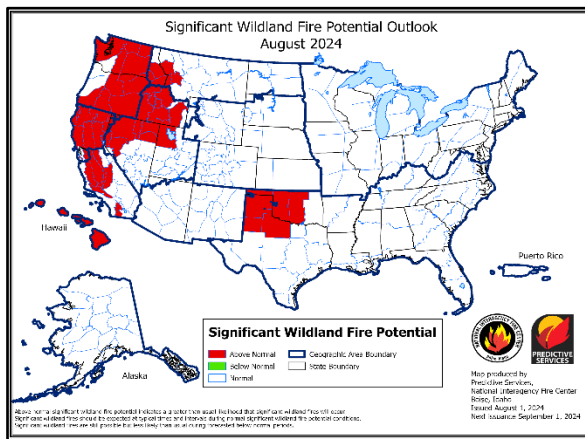 Significant Wildland Fire Potential Outlook
August 2024
Hawaii
Puerto Rico
Alaska
Significant Wildland Fire Potential
Above Normal
Geographic Area Boundary
Below Normal
State Boundary
Normal
NATIONAL INTERAGENCY FIRE CENTER
PREDICTIVE
SERVICES
Map produced by
Predictive Services,
National Interagency Fire Center
Boise, Idaho
Issued August 1, 2024
Next issuance September 1, 2024
Above normal significant wildland fire potential indicates a greater than usual likelihood that significant wildland fires will occur.
Significant wildland fires should be expected at typical times and intervals during normal significant wildland fire potential conditions.
Significant wildland fires are still possible but less likely than usual during forecasted below normal periods.